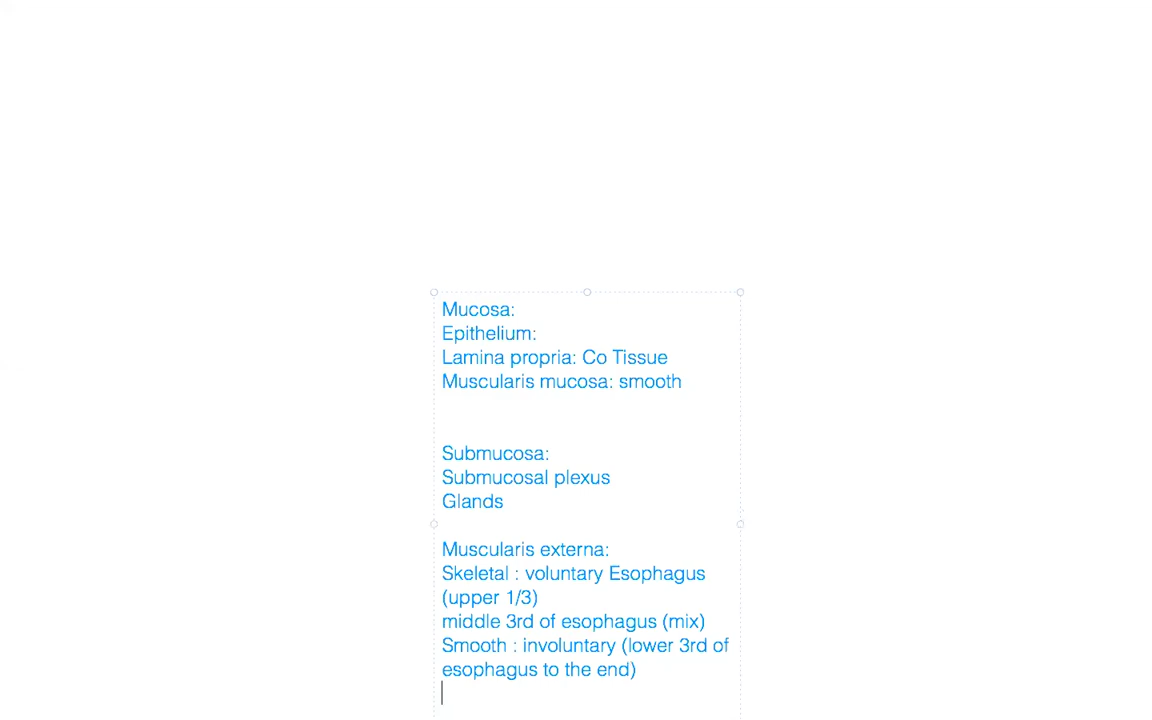 Mucosa:
Epithelium:
Lamina propria: Co Tissue
Muscularis mucosa: smooth
Submucosa:
Submucosal plexus
Glands
Muscularis externa:
Skeletal : voluntary Esophagus
(upper 1/3)
middle 3rd of esophagus (mix)
Smooth : involuntary (lower 3rd of
esophagus to the end)